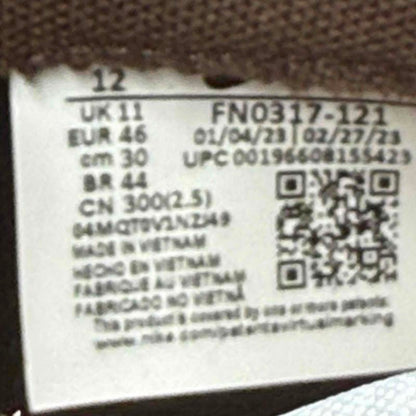 12
UK 11 FN0317-121
EUR 46 01/04/23 | 02/27/23
cm 30 UPC 00196608155429
BR 44
CN 300(2.5)
MADE IN VIETNAM
HECHO EN VIETNAM
FABRIQUE AU VIETNAM
FABRICADO NO VIETNÃ
This product is covered by one or more patents:
www.nike.com/patentsvirtualmarking